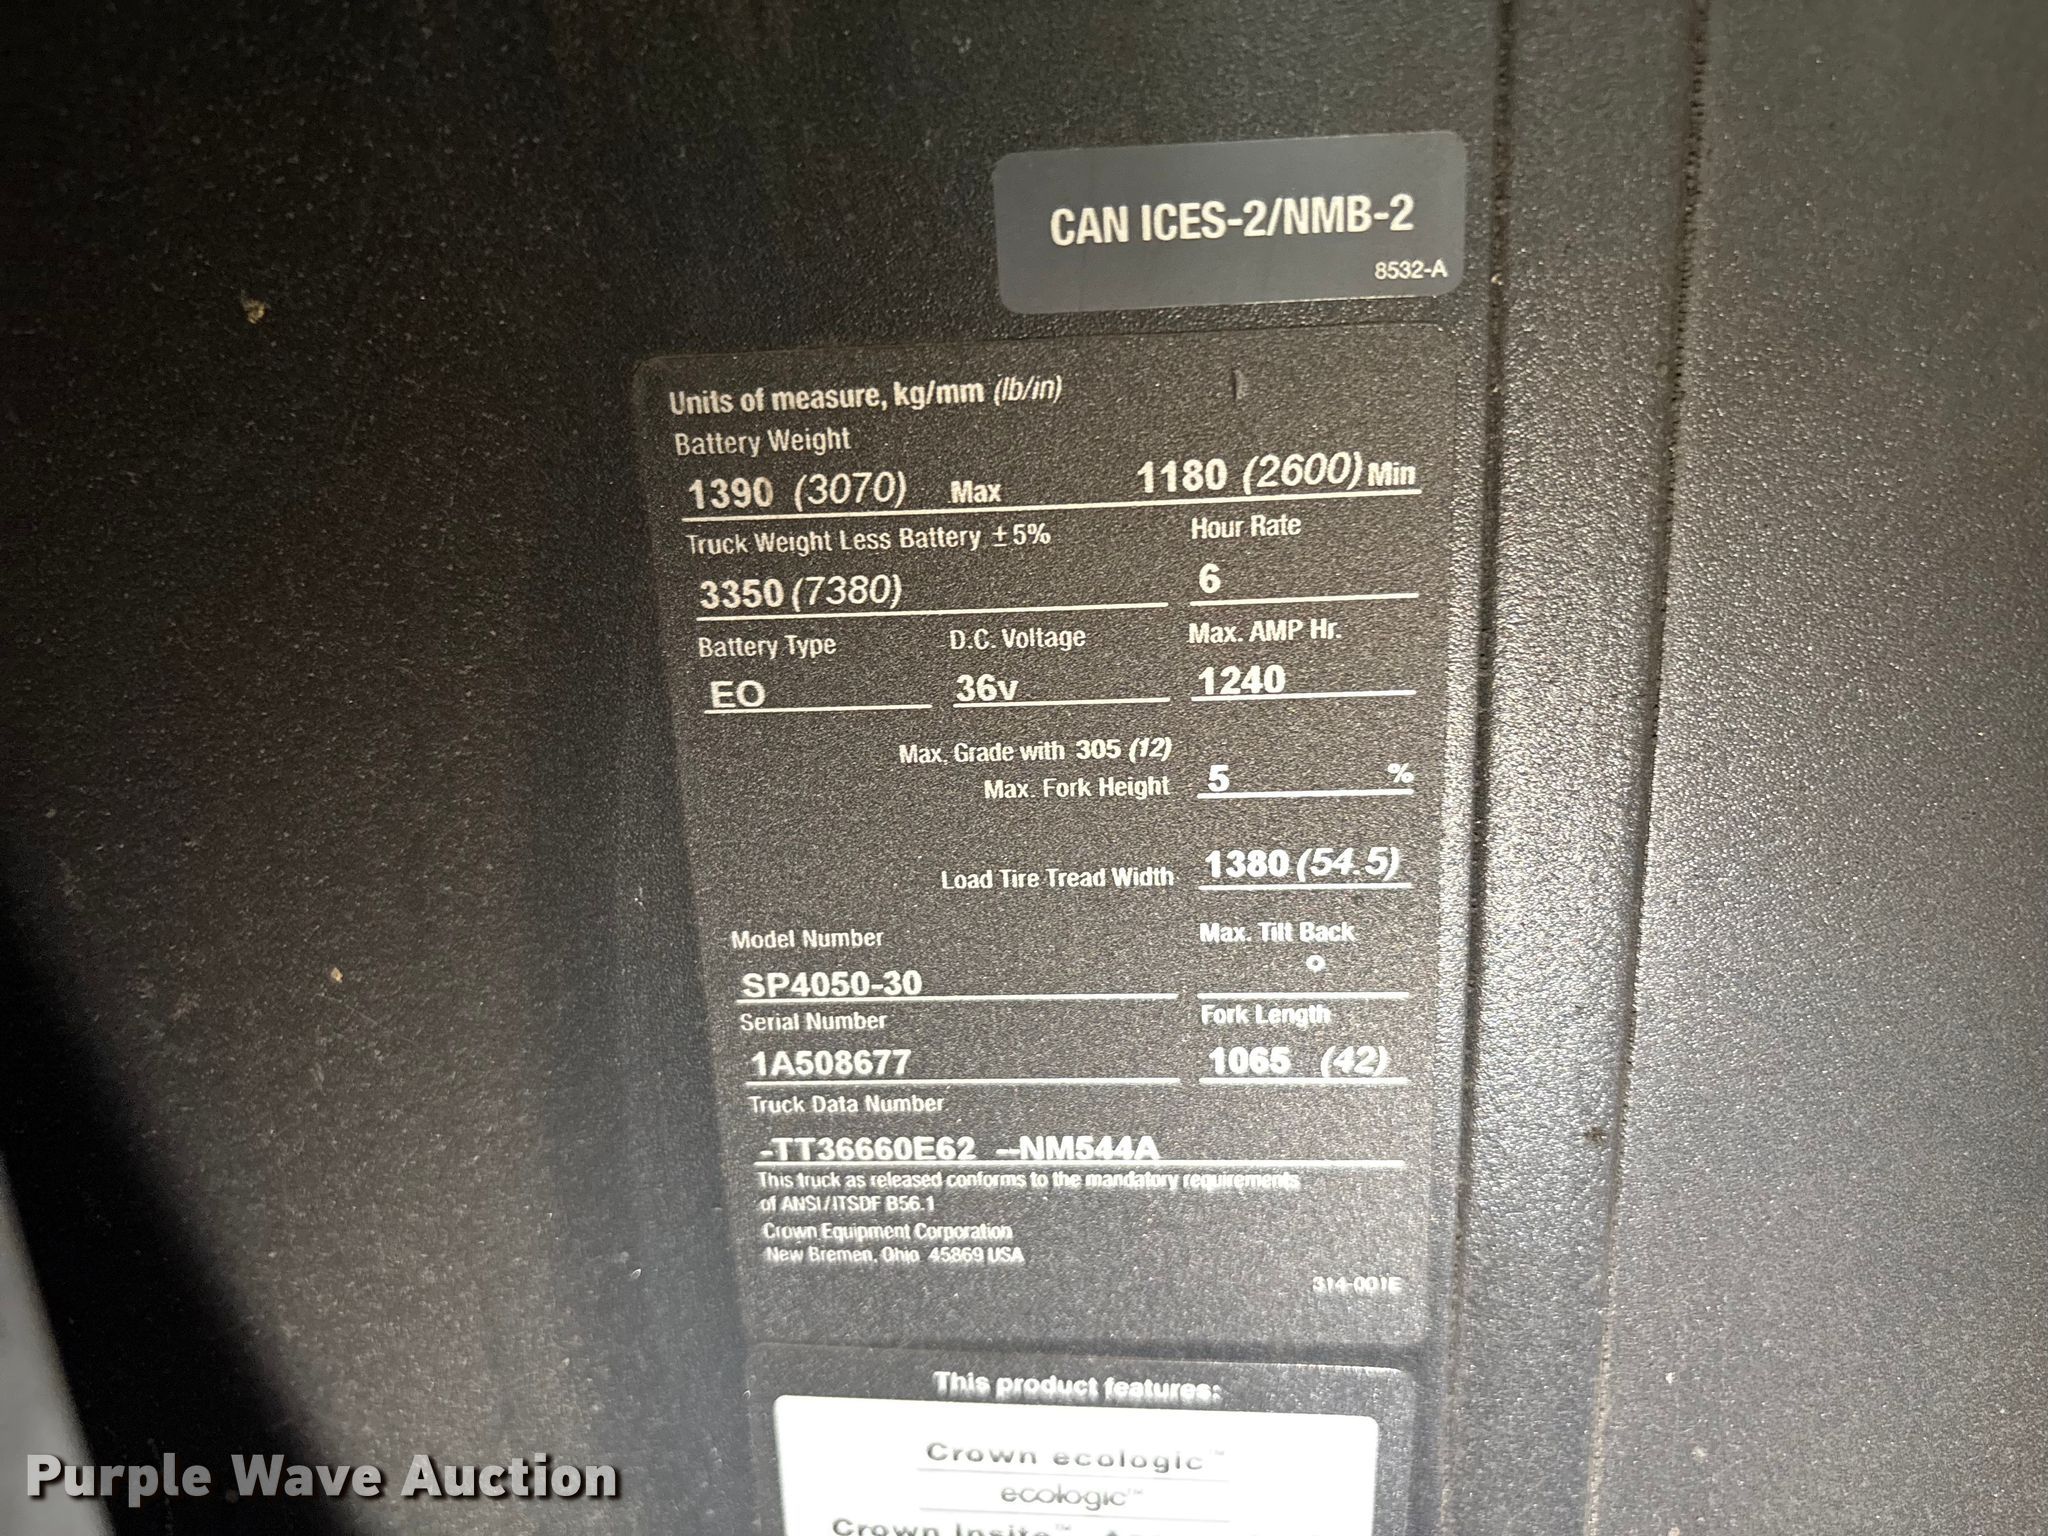 CAN ICES-2/NMB-2
8532-A
Units of measure, kg/mm (lb/in)
Battery Weight
1390 (3070) Max 1180 (2600) Min
Truck Weight Less Battery ±5% Hour Rate
3350 (7380) 6
Battery Type D.C. Voltage Max. AMP Hr.
EO 36v 1240
Max. Grade with 305 (12)
Max. Fork Height 5 %
Load Tire Tread Width 1380 (54.5)
Model Number Max. Tilt Back
SP4050-30 °
Serial Number Fork Length
1A508677 1065 (42)
Truck Data Number
-TT36660E62 --NM544A
This truck as released conforms to the mandatory requirements
of ANSI/ITSDF B56.1
Crown Equipment Corporation
New Bremen, Ohio 45869 USA
314-001E
This product features:
Crown ecologic™
ecologic™
Crown Insite™
Purple Wave Auction